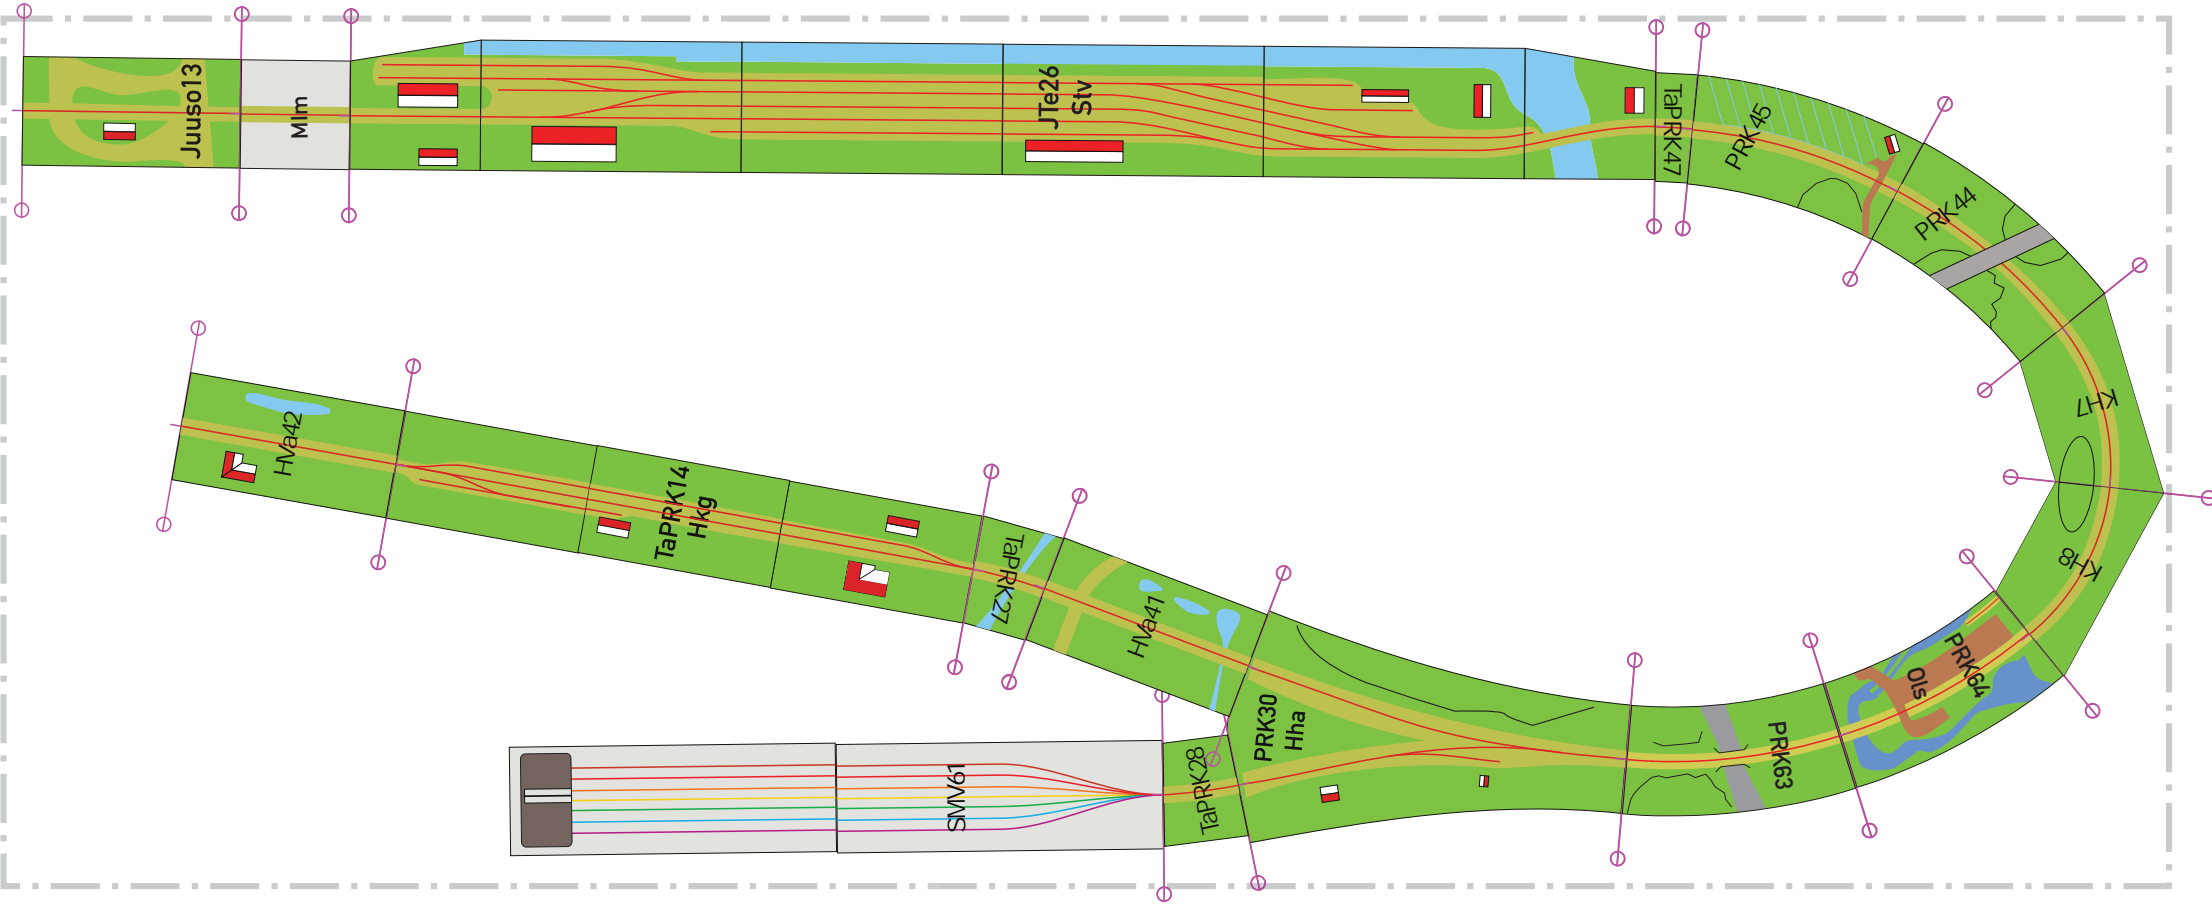 Juuso13
Mlm
JTe26
Stv
TaPRK47
PRK45
PRK44
KH7
KH8
PRK64
Ols
PRK63
PRK30
Hha
TaPRK28
SMV61
HVa41
TaPRK27
TaPRK14
Hkg
HVa42